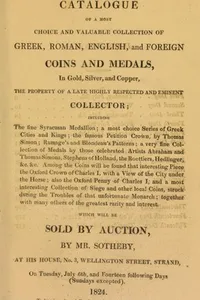 CATALOGUE
OF A MOST
CHOICE AND VALUABLE COLLECTION OF
GREEK, ROMAN, ENGLISH, and FOREIGN
COINS AND MEDALS,
In Gold, Silver, and Copper,
THE PROPERTY OF A LATE HIGHLY RESPECTED AND EMINENT
COLLECTOR;
INCLUDING
The fine Syracusan Medallion; a most choice Series of Greek
Cities and Kings; the famous Petition Crown, by Thomas
Simon; Ramage's and Blondeau's Patterns; a very fine Col-
lection of Medals by those celebrated Artists Abraham and
Thomas Simons, Stephens of Holland, the Roettiers, Hedlinger,
&c. &c. Among the Coins will be found that interesting Piece
the Oxford Crown of Charles I. with a View of the City under
the Horse; also the Oxford Penny of Charles I. and a most
interesting Collection of Siege and other local Coins, struck
during the Troubles of that unfortunate Monarch; together
with many others of the greatest rarity and interest.
WHICH WILL BE
SOLD BY AUCTION,
BY MR. SOTHEBY,
AT HIS HOUSE, No. 3, WELLINGTON STREET, STRAND,
On Tuesday, July 6th, and Fourteen following Days
(Sundays excepted).
1824.